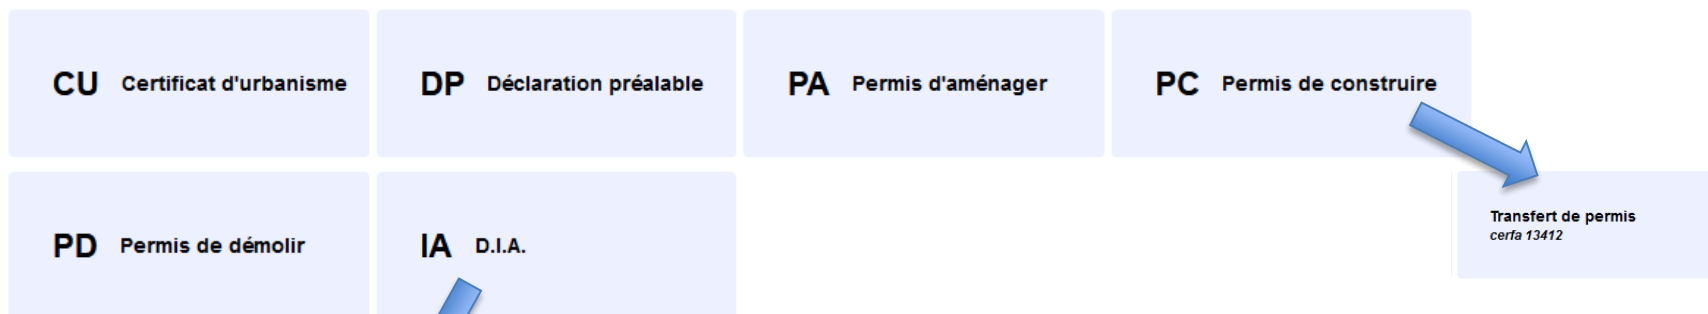 CU Certificat d'urbanisme
DP Déclaration préalable
PA Permis d'aménager
PC Permis de construire
PD Permis de démolir
IA D.I.A.
Transfert de permis
cerfa 13412